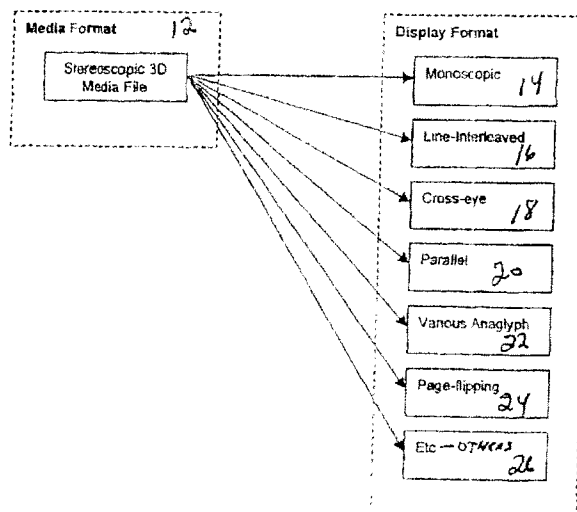 Media Format 12
Stereoscopic 3D
Media File
Display Format
Monoscopic 14
Line-Interleaved
16
Cross-eye
18
Parallel
20
Various Anaglyph
22
Page-flipping
24
Etc — OTHERS
26